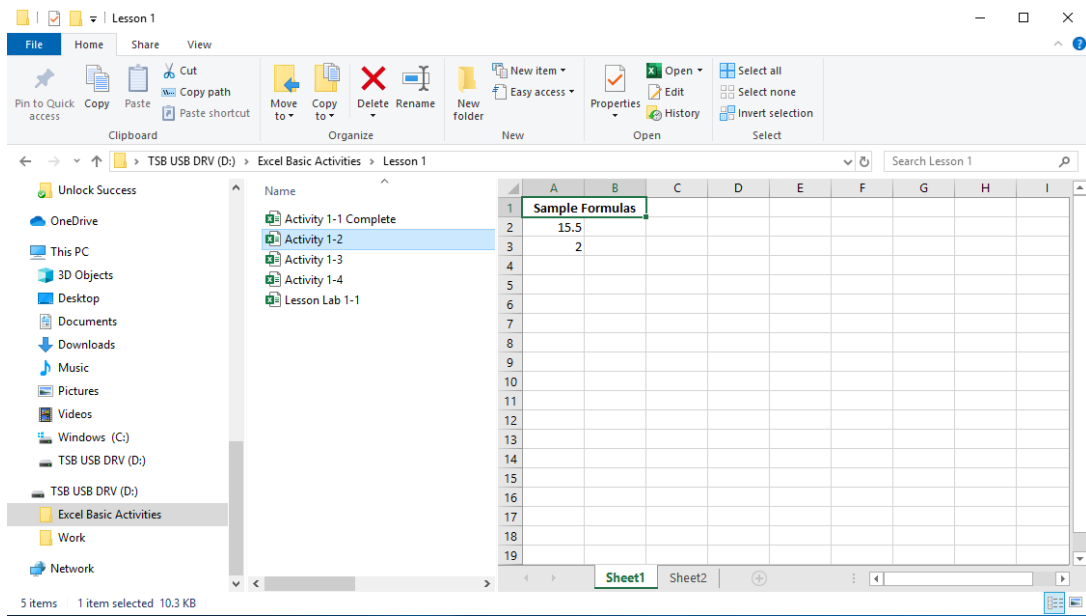 Lesson 1
File Home Share View
Pin to Quick access
Copy
Paste
Cut
Copy path
Paste shortcut
Clipboard
Move to
Copy to
Delete
Rename
Organize
New folder
New item
Easy access
New
Properties
Open
Edit
History
Open
Select all
Select none
Invert selection
Select
TSB USB DRV (D:) > Excel Basic Activities > Lesson 1
Search Lesson 1
Unlock Success
OneDrive
This PC
3D Objects
Desktop
Documents
Downloads
Music
Pictures
Videos
Windows (C:)
TSB USB DRV (D:)
TSB USB DRV (D:)
Excel Basic Activities
Work
Network
Name
Activity 1-1 Complete
Activity 1-2
Activity 1-3
Activity 1-4
Lesson Lab 1-1
A B C D E F G H I
1 Sample Formulas
2 15.5
3 2
4
5
6
7
8
9
10
11
12
13
14
15
16
17
18
19
Sheet1 Sheet2
5 items 1 item selected 10.3 KB